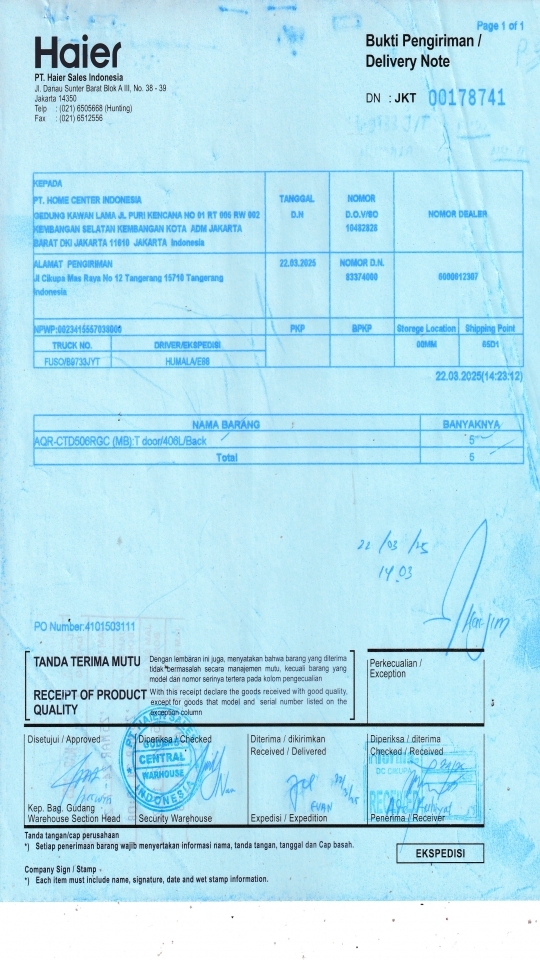 Page 1 of 1
Haier
Bukti Pengiriman /
Delivery Note
PT. Haier Sales Indonesia
Jl. Danau Sunter Barat Blok A III, No. 38 - 39
Jakarta 14350
Telp : (021) 6505668 (Hunting)
Fax : (021) 6512556
DN : JKT 00178741
KEPADA
PT. HOME CENTER INDONESIA
GEDUNG KAWAN LAMA JL PURI KENCANA NO 01 RT 005 RW 002
KEMBANGAN SELATAN KEMBANGAN KOTA ADM JAKARTA
BARAT DKI JAKARTA 11610 JAKARTA Indonesia
TANGGAL
D.N
NOMOR
D.O.V/SO
10482828
NOMOR DEALER
ALAMAT PENGIRIMAN
Jl Cikupa Mas Raya No 12 Tangerang 15710 Tangerang
Indonesia
22.03.2025
NOMOR D.N.
83374000
6000012307
NPWP:0023415557038000
PKP
BPKP
Storege Location
Shipping Point
TRUCK NO.
DRIVER/EKSPEDISI
00MM
65D1
FUSO/B9733JYT
HUMALA/E98
22.03.2025(14:23:12)
NAMA BARANG
BANYAKNYA
AQR-CTD506RGC (MB):T door/406L/Back
5
Total
5
22/03/25
14.03
PO Number:4101503111
TANDA TERIMA MUTU
Dengan lembaran ini juga, menyatakan bahwa barang yang diterima
tidak bermasalah secara manajemen mutu, kecuali barang yang
model dan nomor serinya tertera pada kolom pengecualian
RECEIPT OF PRODUCT
QUALITY
With this receipt declare the goods received with good quality,
except for goods that model and serial number listed on the
exception column
Perkecualian /
Exception
Disetujui / Approved
Diperiksa / Checked
Diterima / dikirimkan
Received / Delivered
Diperiksa / diterima
Checked / Received
CENTRAL
WARHOUSE
INDONESIA
DC CIKUPA
22/3/25
EVAN
Kep. Bag. Gudang
Warehouse Section Head
Security Warehouse
Expedisi / Expedition
Penerima / Receiver
Tanda tangan/cap perusahaan
*) Setiap penerimaan barang wajib menyertakan informasi nama, tanda tangan, tanggal dan Cap basah.
EKSPEDISI
Company Sign / Stamp
*) Each item must include name, signature, date and wet stamp information.